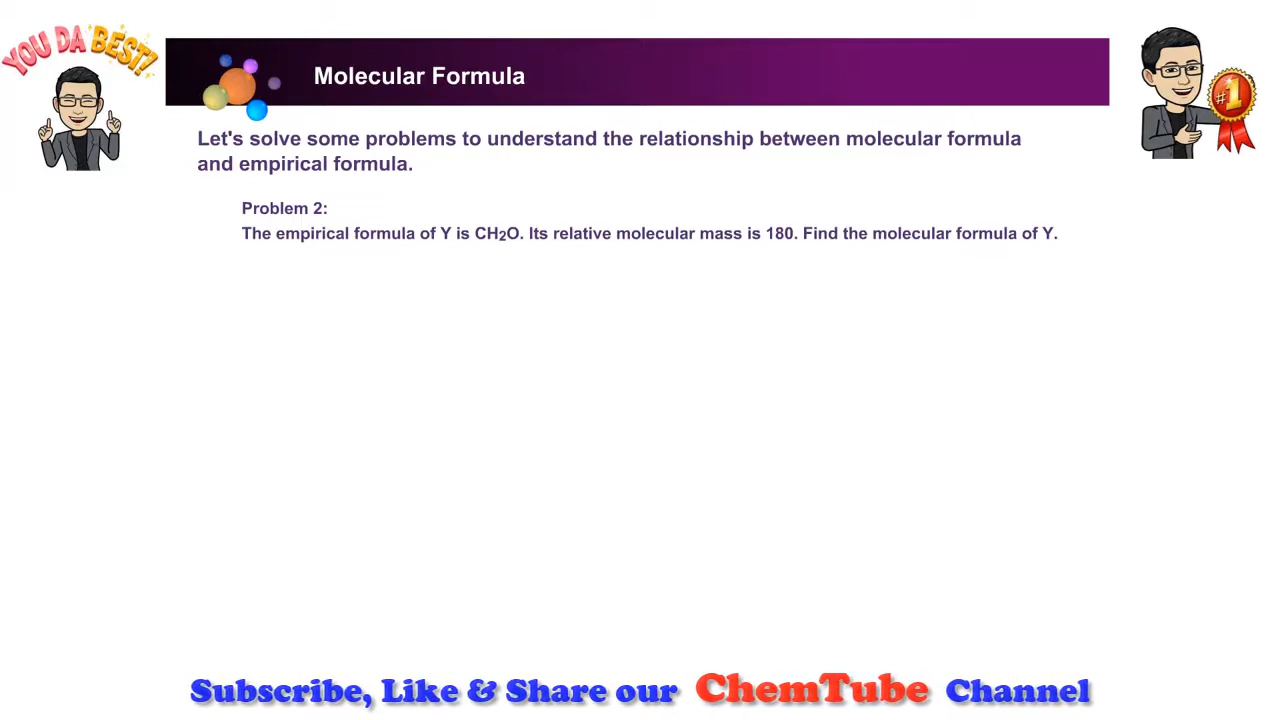 YOU DA BEST!
Molecular Formula
#1
Let's solve some problems to understand the relationship between molecular formula
and empirical formula.
Problem 2:
The empirical formula of Y is CH₂O. Its relative molecular mass is 180. Find the molecular formula of Y.
Subscribe, Like & Share our ChemTube Channel